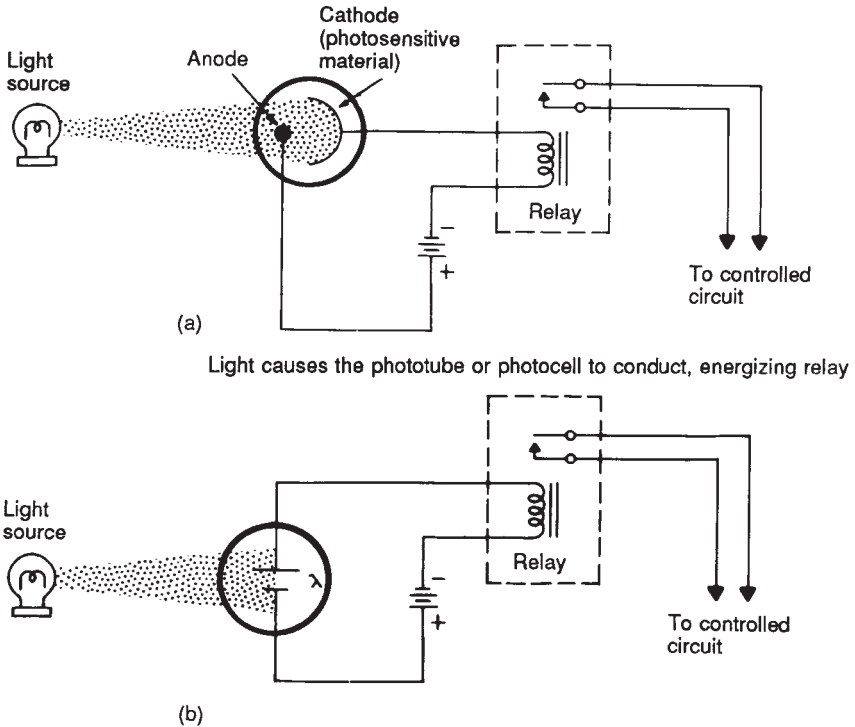 Cathode
(photosensitive
material)
Light
source
Anode
Relay
−
+
To controlled
circuit
(a)
Light causes the phototube or photocell to conduct, energizing relay
Light
source
λ
Relay
−
+
To controlled
circuit
(b)